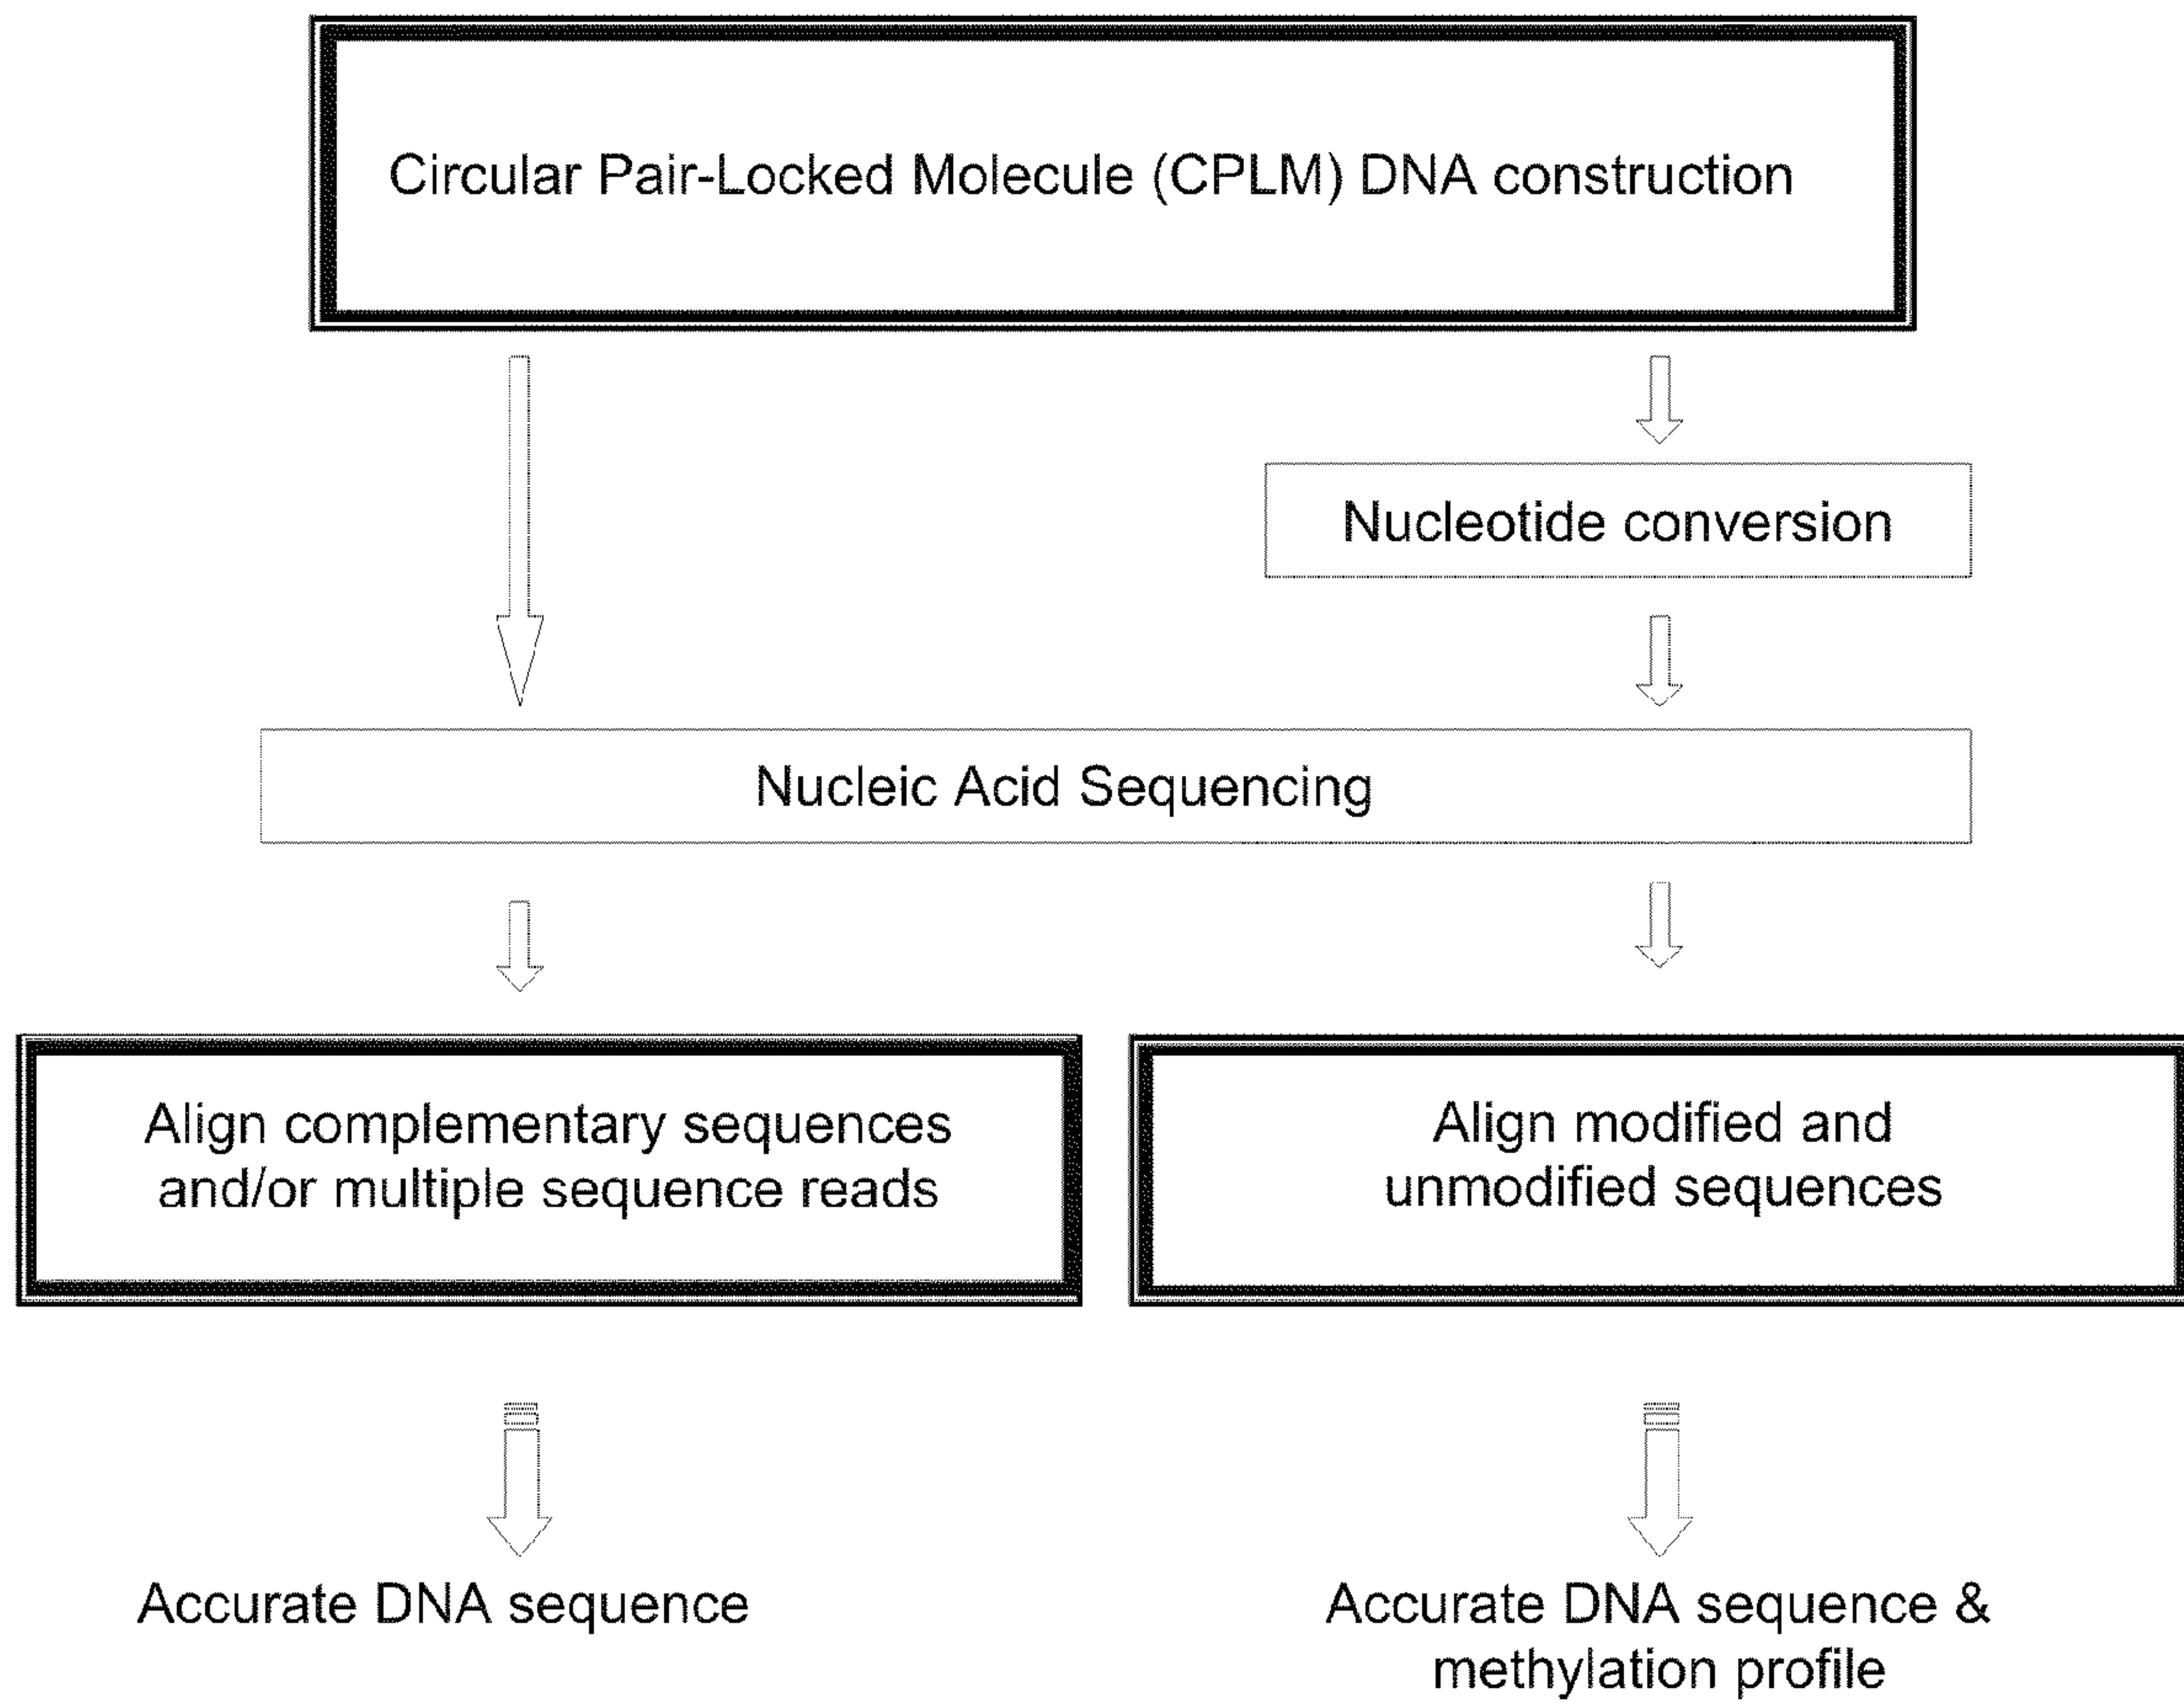 Circular Pair-Locked Molecule (CPLM) DNA construction
Nucleotide conversion
Nucleic Acid Sequencing
Align complementary sequences
and/or multiple sequence reads
Align modified and
unmodified sequences
Accurate DNA sequence
Accurate DNA sequence &
methylation profile